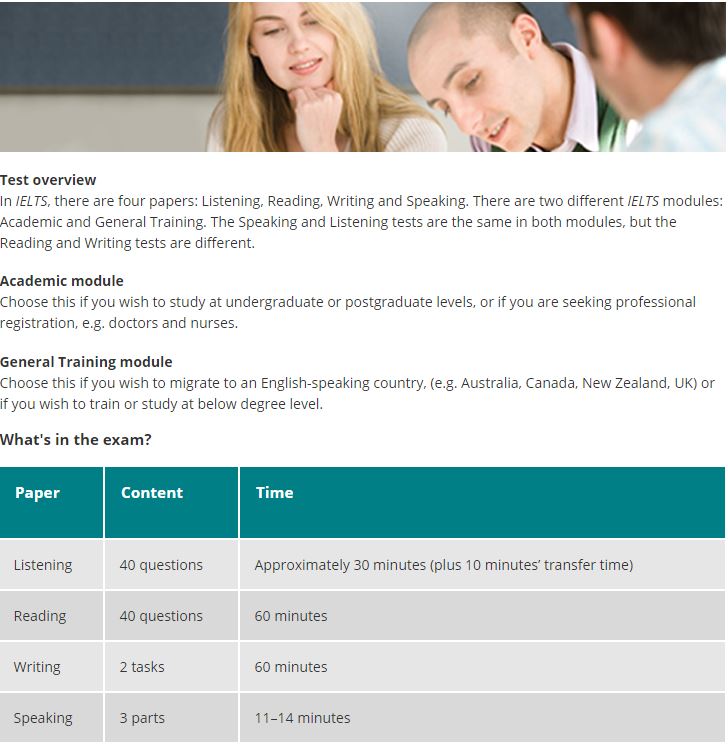 Test overview
In IELTS, there are four papers: Listening, Reading, Writing and Speaking. There are two different IELTS modules:
Academic and General Training. The Speaking and Listening tests are the same in both modules, but the
Reading and Writing tests are different.
Academic module
Choose this if you wish to study at undergraduate or postgraduate levels, or if you are seeking professional
registration, e.g. doctors and nurses.
General Training module
Choose this if you wish to migrate to an English-speaking country, (e.g. Australia, Canada, New Zealand, UK) or
if you wish to train or study at below degree level.
What's in the exam?
Paper Content Time
Listening 40 questions Approximately 30 minutes (plus 10 minutes’ transfer time)
Reading 40 questions 60 minutes
Writing 2 tasks 60 minutes
Speaking 3 parts 11–14 minutes